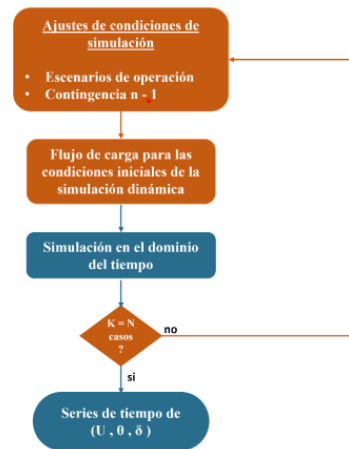 Ajustes de condiciones de
simulación
• Escenarios de operación
• Contingencia n - 1
Flujo de carga para las
condiciones iniciales de la
simulación dinámica
Simulación en el dominio
del tiempo
K = N
casos
?
no
si
Series de tiempo de
(U , θ , δ )